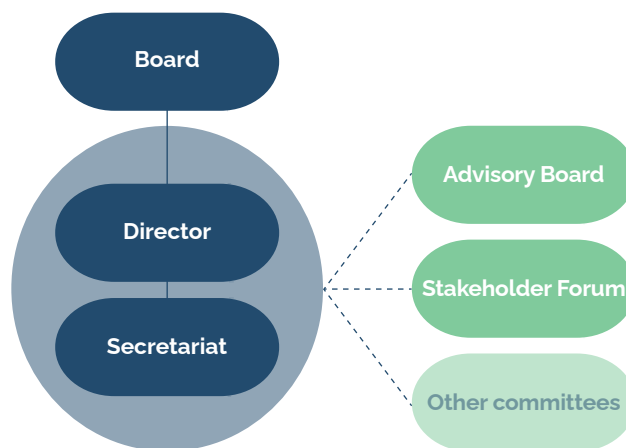 Board
Director
Secretariat
Advisory Board
Stakeholder Forum
Other committees